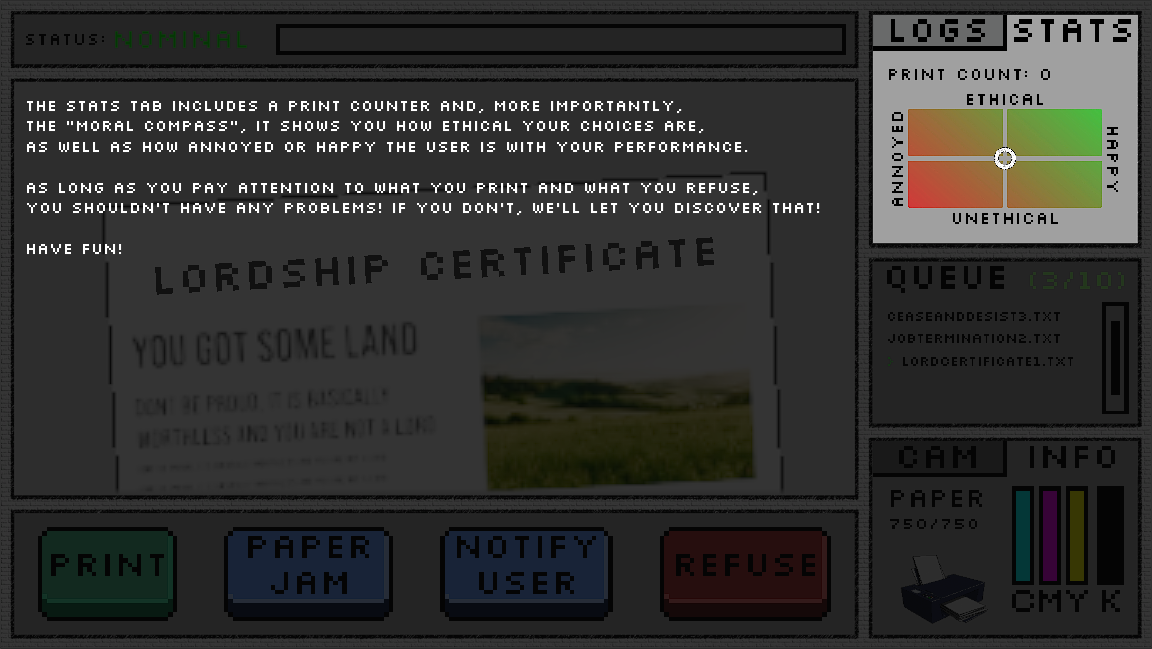 STATUS: NOMINAL
THE STATS TAB INCLUDES A PRINT COUNTER AND, MORE IMPORTANTLY,
THE "MORAL COMPASS", IT SHOWS YOU HOW ETHICAL YOUR CHOICES ARE,
AS WELL AS HOW ANNOYED OR HAPPY THE USER IS WITH YOUR PERFORMANCE.
AS LONG AS YOU PAY ATTENTION TO WHAT YOU PRINT AND WHAT YOU REFUSE,
YOU SHOULDN'T HAVE ANY PROBLEMS! IF YOU DON'T, WE'LL LET YOU DISCOVER THAT!
HAVE FUN!
LORDSHIP CERTIFICATE
YOU GOT SOME LAND
DON'T BE PROUD, IT IS BASICALLY
WORTHLESS AND YOU ARE NOT A LORD
PRINT
PAPER
JAM
NOTIFY
USER
REFUSE
LOGS STATS
PRINT COUNT: 0
ETHICAL
ANNOYED
HAPPY
UNETHICAL
QUEUE (3/10)
CEASEANDDESIST3.TXT
JOBTERMINATION2.TXT
LORDCERTIFICATE1.TXT
CAM INFO
PAPER
750/750
CMY K